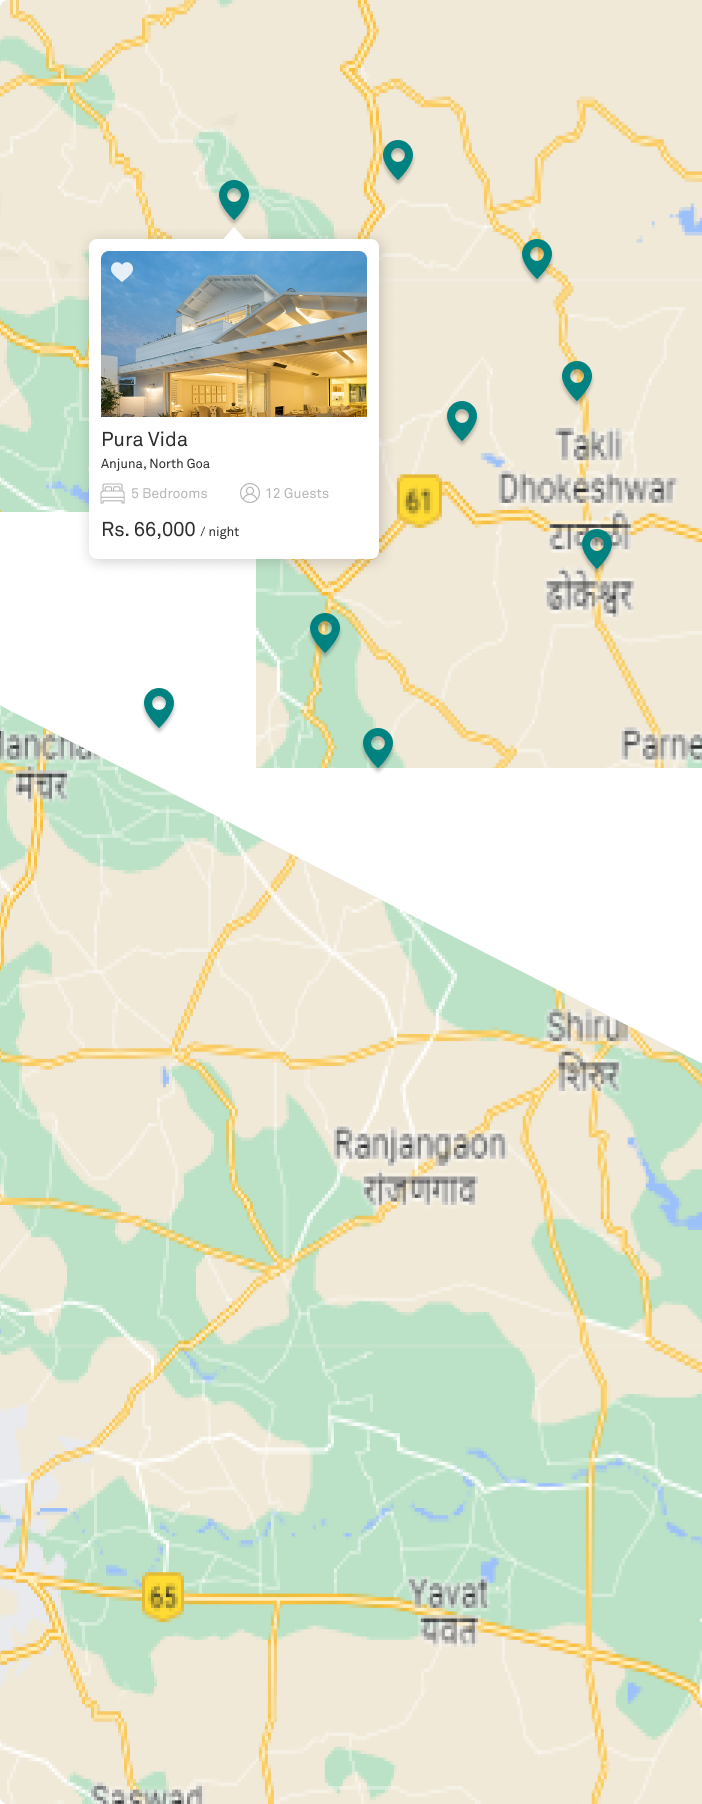 Pura Vida
Anjuna, North Goa
5 Bedrooms 12 Guests
Rs. 66,000 / night
61
Takli
Dhokeshwar
ढोकेश्वर
Parne
मंचर
Shirur
शिरुर
Ranjangaon
रांजणगाव
65
Yavat
यवत
Saswad